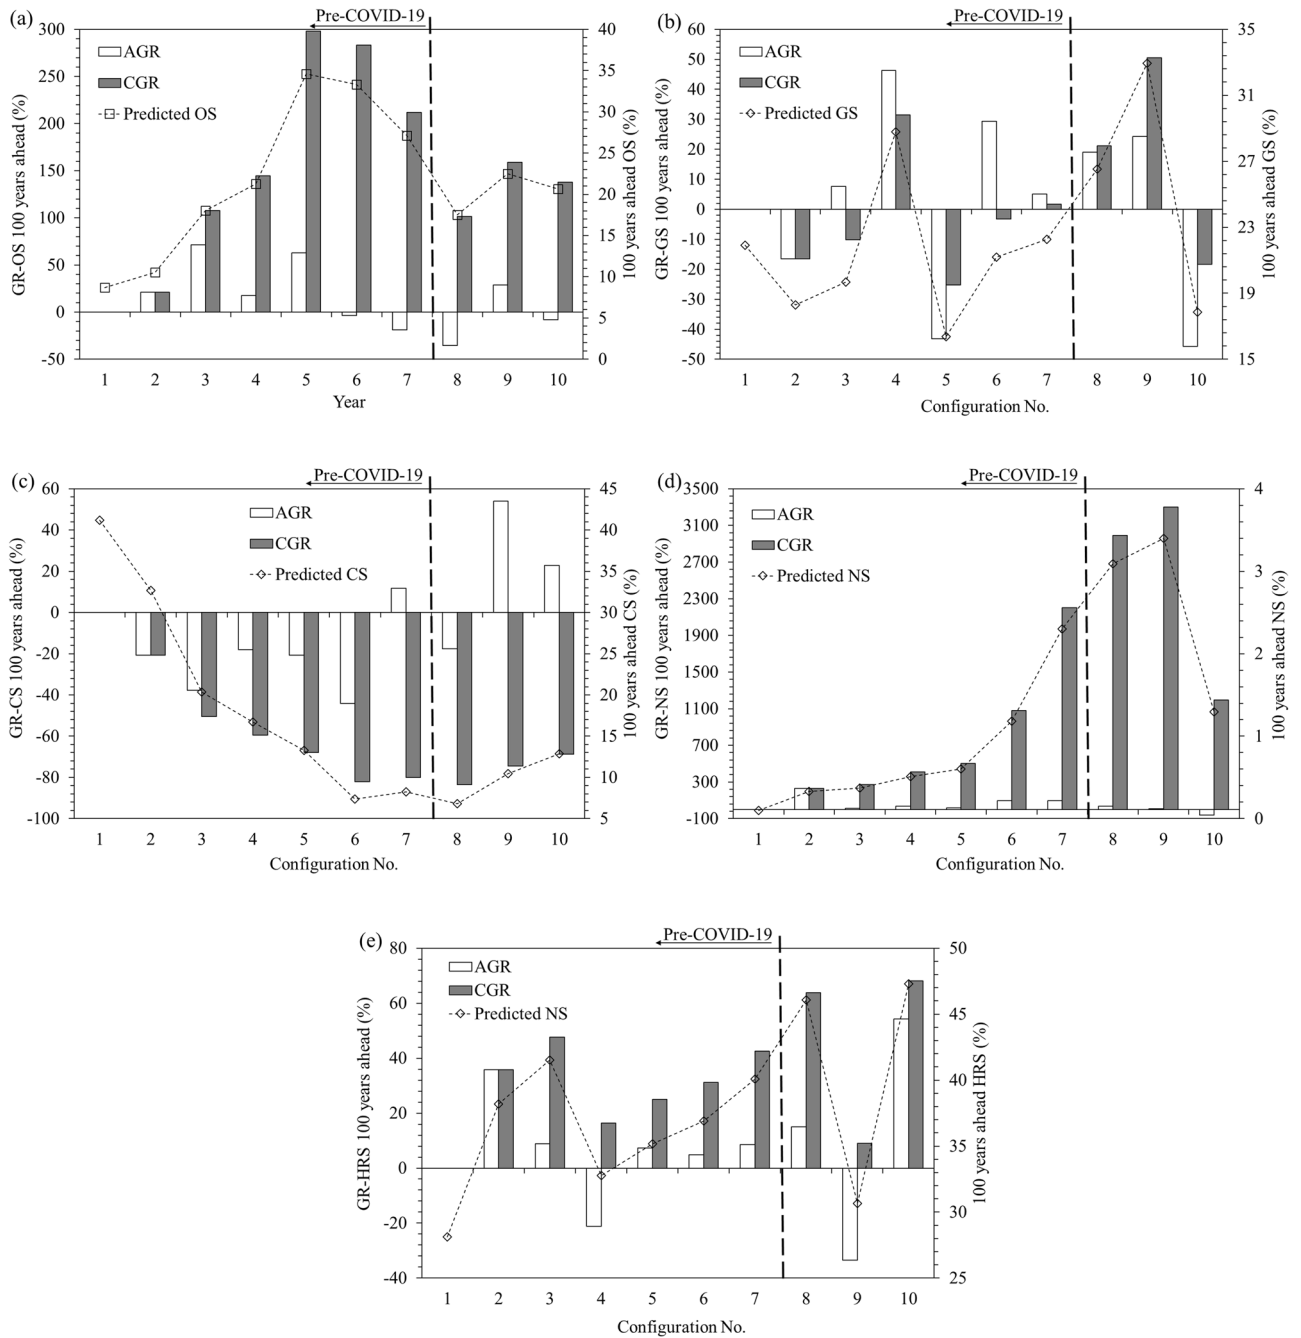 (a)
Pre-COVID-19
300
250
200
150
100
50
0
-50
GR-OS 100 years ahead (%)
AGR
CGR
Predicted OS
40
35
30
25
20
15
10
5
0
100 years ahead OS (%)
1 2 3 4 5 6 7 8 9 10
Year
(b)
Pre-COVID-19
60
50
40
30
20
10
0
-10
-20
-30
-40
-50
GR-GS 100 years ahead (%)
AGR
CGR
Predicted GS
35
31
27
23
19
15
100 years ahead GS (%)
1 2 3 4 5 6 7 8 9 10
Configuration No.
(c)
Pre-COVID-19
60
40
20
0
-20
-40
-60
-80
-100
GR-CS 100 years ahead (%)
AGR
CGR
Predicted CS
45
40
35
30
25
20
15
10
5
100 years ahead CS (%)
1 2 3 4 5 6 7 8 9 10
Configuration No.
(d)
Pre-COVID-19
3500
3100
2700
2300
1900
1500
1100
700
300
-100
GR-NS 100 years ahead (%)
AGR
CGR
Predicted NS
4
3
2
1
0
100 years ahead NS (%)
1 2 3 4 5 6 7 8 9 10
Configuration No.
(e)
Pre-COVID-19
80
60
40
20
0
-20
-40
GR-HRS 100 years ahead (%)
AGR
CGR
Predicted NS
50
45
40
35
30
25
100 years ahead HRS (%)
1 2 3 4 5 6 7 8 9 10
Configuration No.